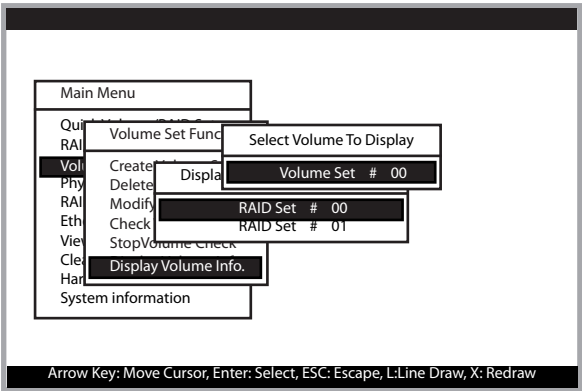 Main Menu
RAI
Phy
RAI
Eth
View
Clea
Har
System information
Volume Set Func
Create
Delete
Modify
Check
StopVolume Check
Display Volume Info.
Displa
RAID Set # 00
RAID Set # 01
Select Volume To Display
Volume Set # 00
Arrow Key: Move Cursor, Enter: Select, ESC: Escape, L:Line Draw, X: Redraw